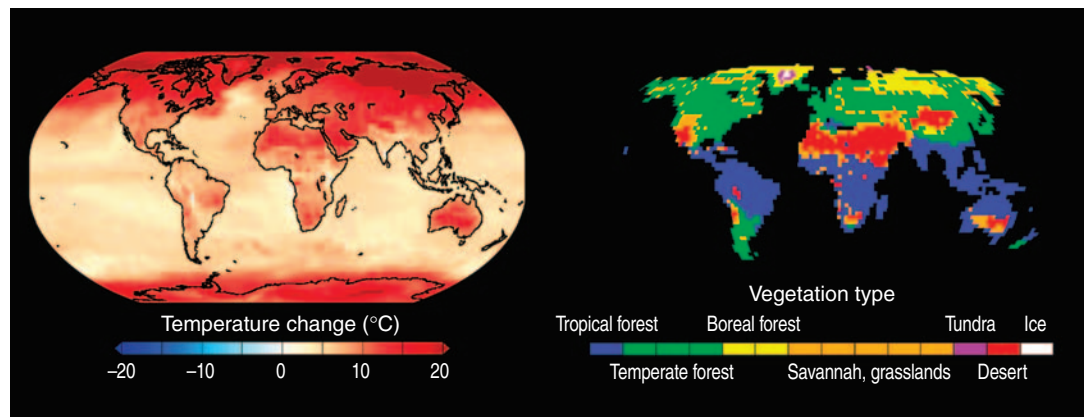 Temperature change (°C)
–20 –10 0 10 20
Vegetation type
Tropical forest Boreal forest Tundra Ice
Temperate forest Savannah, grasslands Desert